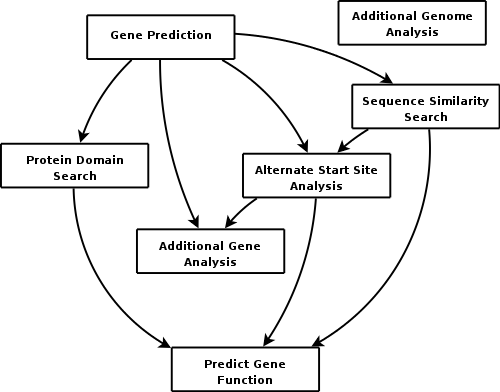 Additional Genome
Analysis
Gene Prediction
Sequence Similarity
Search
Protein Domain
Search
Alternate Start Site
Analysis
Additional Gene
Analysis
Predict Gene
Function